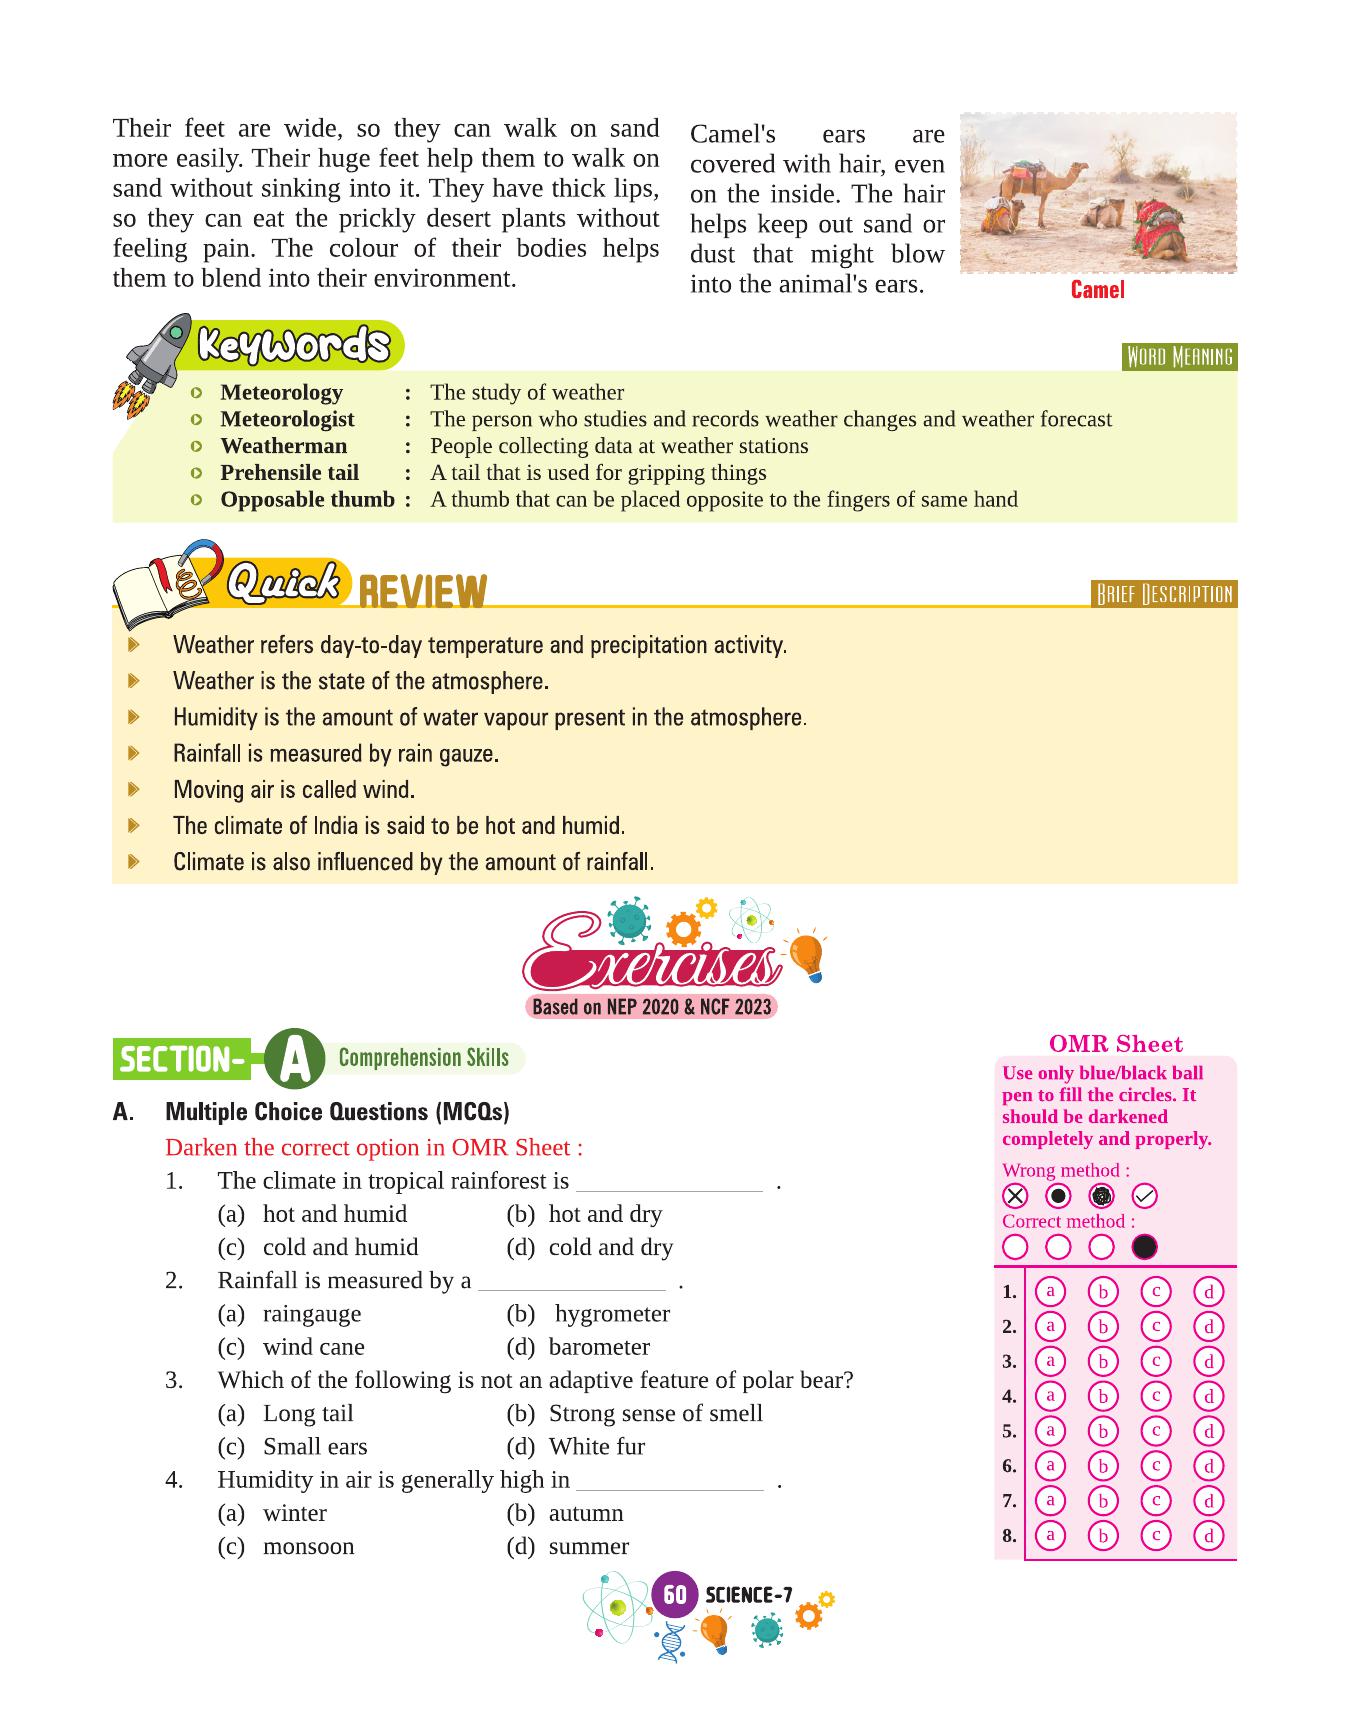 Their feet are wide, so they can walk on sand
more easily. Their huge feet help them to walk on
sand without sinking into it. They have thick lips,
so they can eat the prickly desert plants without
feeling pain. The colour of their bodies helps
them to blend into their environment.
Camel's ears are
covered with hair, even
on the inside. The hair
helps keep out sand or
dust that might blow
into the animal's ears.
Camel
KeyWords
WORD MEANING
Meteorology : The study of weather
Meteorologist : The person who studies and records weather changes and weather forecast
Weatherman : People collecting data at weather stations
Prehensile tail : A tail that is used for gripping things
Opposable thumb : A thumb that can be placed opposite to the fingers of same hand
Quick REVIEW
BRIEF DESCRIPTION
Weather refers day-to-day temperature and precipitation activity.
Weather is the state of the atmosphere.
Humidity is the amount of water vapour present in the atmosphere.
Rainfall is measured by rain gauze.
Moving air is called wind.
The climate of India is said to be hot and humid.
Climate is also influenced by the amount of rainfall.
Exercises
Based on NEP 2020 & NCF 2023
SECTION- A Comprehension Skills
A. Multiple Choice Questions (MCQs)
Darken the correct option in OMR Sheet :
1. The climate in tropical rainforest is _______________ .
(a) hot and humid (b) hot and dry
(c) cold and humid (d) cold and dry
2. Rainfall is measured by a _______________ .
(a) raingauge (b) hygrometer
(c) wind cane (d) barometer
3. Which of the following is not an adaptive feature of polar bear?
(a) Long tail (b) Strong sense of smell
(c) Small ears (d) White fur
4. Humidity in air is generally high in _______________ .
(a) winter (b) autumn
(c) monsoon (d) summer
OMR Sheet
Use only blue/black ball
pen to fill the circles. It
should be darkened
completely and properly.
Wrong method :
Correct method :
1. a b c d
2. a b c d
3. a b c d
4. a b c d
5. a b c d
6. a b c d
7. a b c d
8. a b c d
60 SCIENCE-7